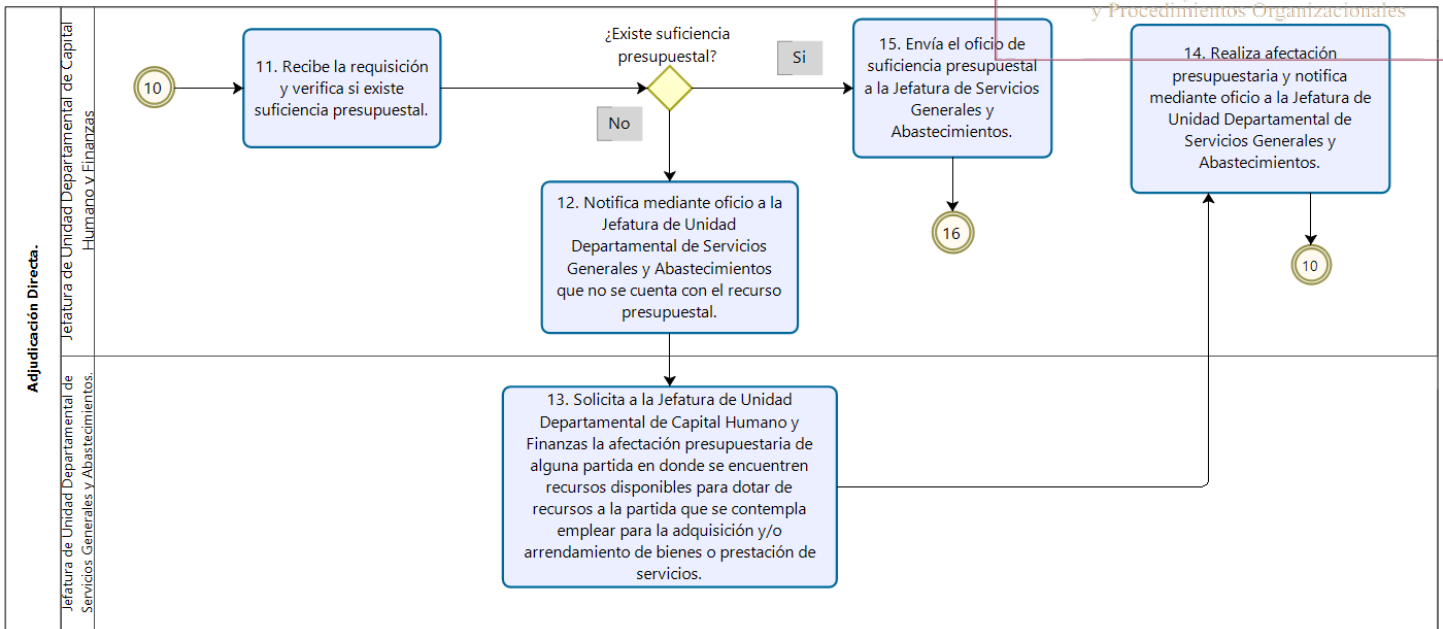 y Procedimientos Organizacionales
Adjudicación Directa.
Jefatura de Unidad Departamental de Capital
Humano y Finanzas
10
11. Recibe la requisición
y verifica si existe
suficiencia presupuestal.
¿Existe suficiencia
presupuestal?
Si
No
15. Envía el oficio de
suficiencia presupuestal
a la Jefatura de Servicios
Generales y
Abastecimientos.
16
14. Realiza afectación
presupuestaria y notifica
mediante oficio a la Jefatura de
Unidad Departamental de
Servicios Generales y
Abastecimientos.
10
12. Notifica mediante oficio a la
Jefatura de Unidad
Departamental de Servicios
Generales y Abastecimientos
que no se cuenta con el recurso
presupuestal.
Jefatura de Unidad Departamental de
Servicios Generales y Abastecimientos.
13. Solicita a la Jefatura de Unidad
Departamental de Capital Humano y
Finanzas la afectación presupuestaria de
alguna partida en donde se encuentren
recursos disponibles para dotar de
recursos a la partida que se contempla
emplear para la adquisición y/o
arrendamiento de bienes o prestación de
servicios.